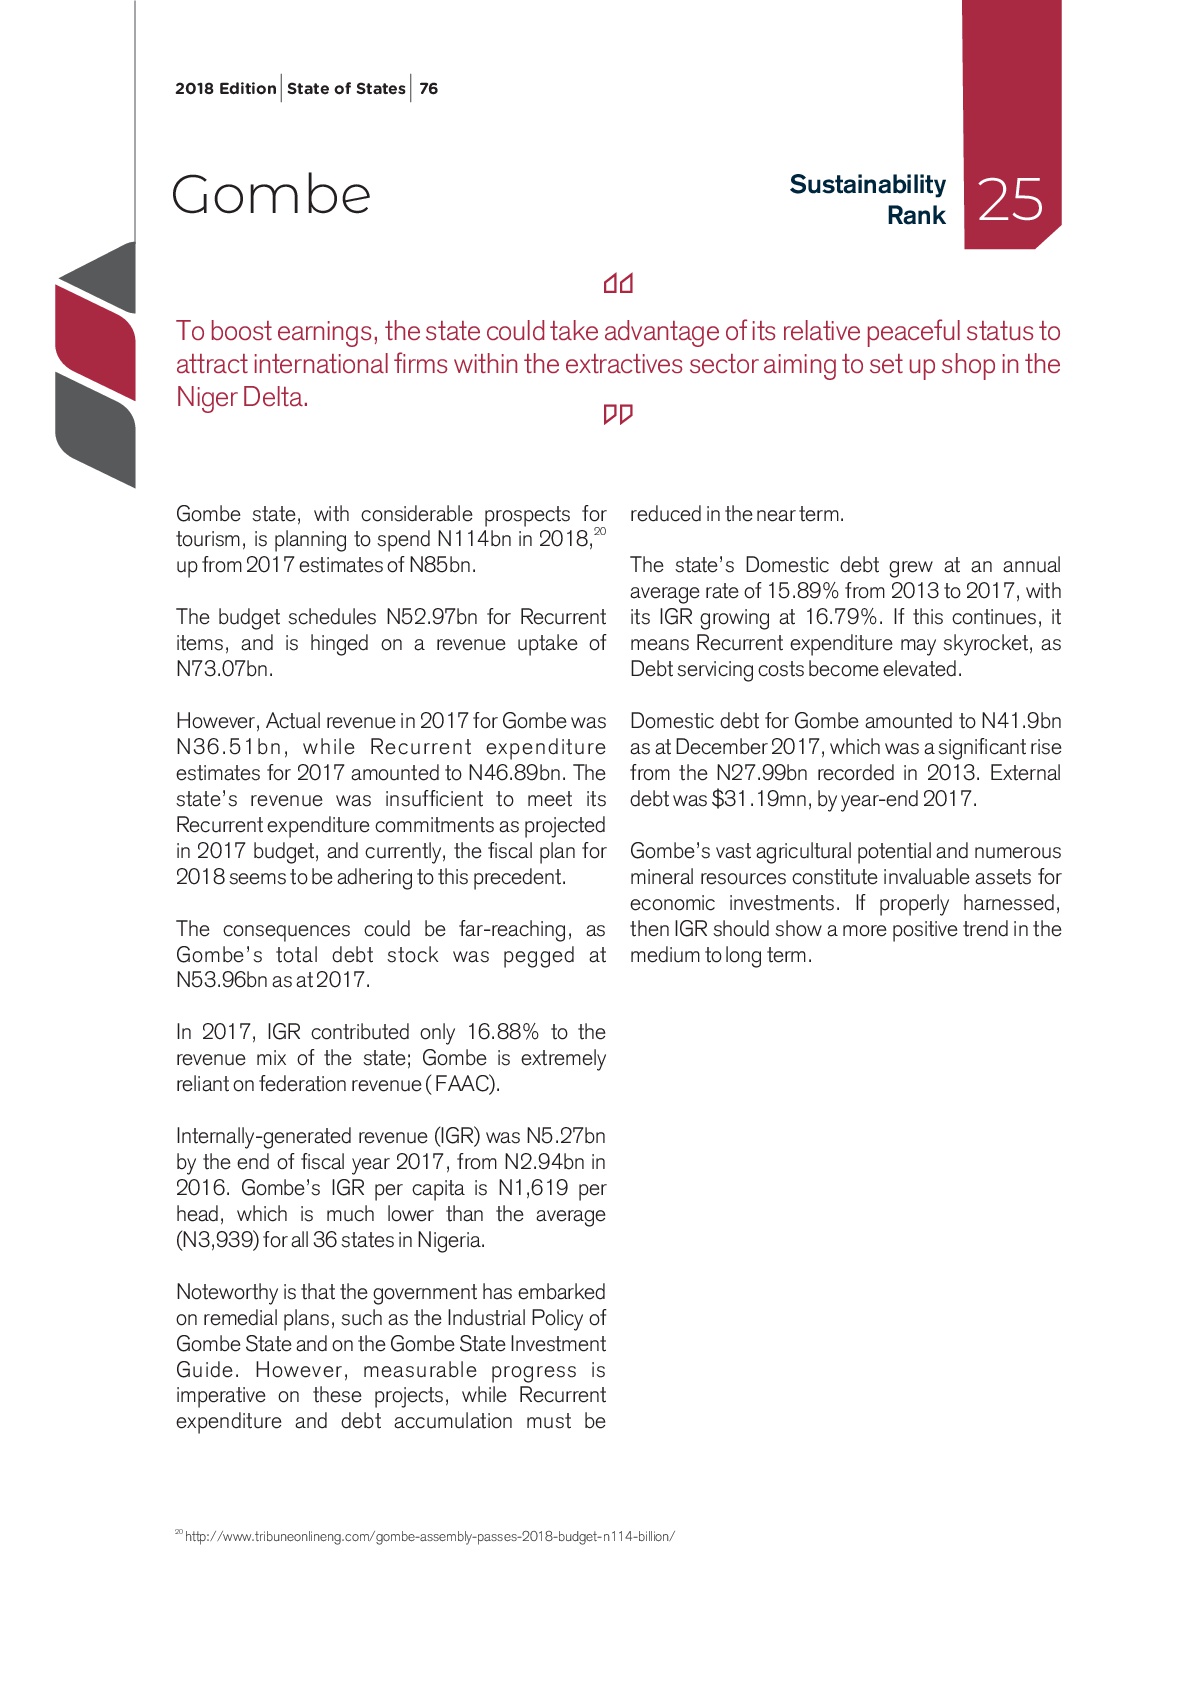 2018 Edition State of States 76
Gombe
Sustainability
Rank
25
To boost earnings, the state could take advantage of its relative peaceful status to
attract international firms within the extractives sector aiming to set up shop in the
Niger Delta.
Gombe state, with considerable prospects for
tourism, is planning to spend N114bn in 2018,20
up from 2017 estimates of N85bn.
The budget schedules N52.97bn for Recurrent
items, and is hinged on a revenue uptake of
N73.07bn.
However, Actual revenue in 2017 for Gombe was
N36.51bn, while Recurrent expenditure
estimates for 2017 amounted to N46.89bn. The
state's revenue was insufficient to meet its
Recurrent expenditure commitments as projected
in 2017 budget, and currently, the fiscal plan for
2018 seems to be adhering to this precedent.
The consequences could be far-reaching, as
Gombe's total debt stock was pegged at
N53.96bn as at 2017.
In 2017, IGR contributed only 16.88% to the
revenue mix of the state; Gombe is extremely
reliant on federation revenue ( FAAC).
Internally-generated revenue (IGR) was N5.27bn
by the end of fiscal year 2017, from N2.94bn in
2016. Gombe's IGR per capita is N1,619 per
head, which is much lower than the average
(N3,939) for all 36 states in Nigeria.
Noteworthy is that the government has embarked
on remedial plans, such as the Industrial Policy of
Gombe State and on the Gombe State Investment
Guide. However, measurable progress is
imperative on these projects, while Recurrent
expenditure and debt accumulation must be
reduced in the near term.
The state's Domestic debt grew at an annual
average rate of 15.89% from 2013 to 2017, with
its IGR growing at 16.79%. If this continues, it
means Recurrent expenditure may skyrocket, as
Debt servicing costs become elevated.
Domestic debt for Gombe amounted to N41.9bn
as at December 2017, which was a significant rise
from the N27.99bn recorded in 2013. External
debt was $31.19mn, by year-end 2017.
Gombe's vast agricultural potential and numerous
mineral resources constitute invaluable assets for
economic investments. If properly harnessed,
then IGR should show a more positive trend in the
medium to long term.
20 http://www.tribuneonlineng.com/gombe-assembly-passes-2018-budget-n114-billion/